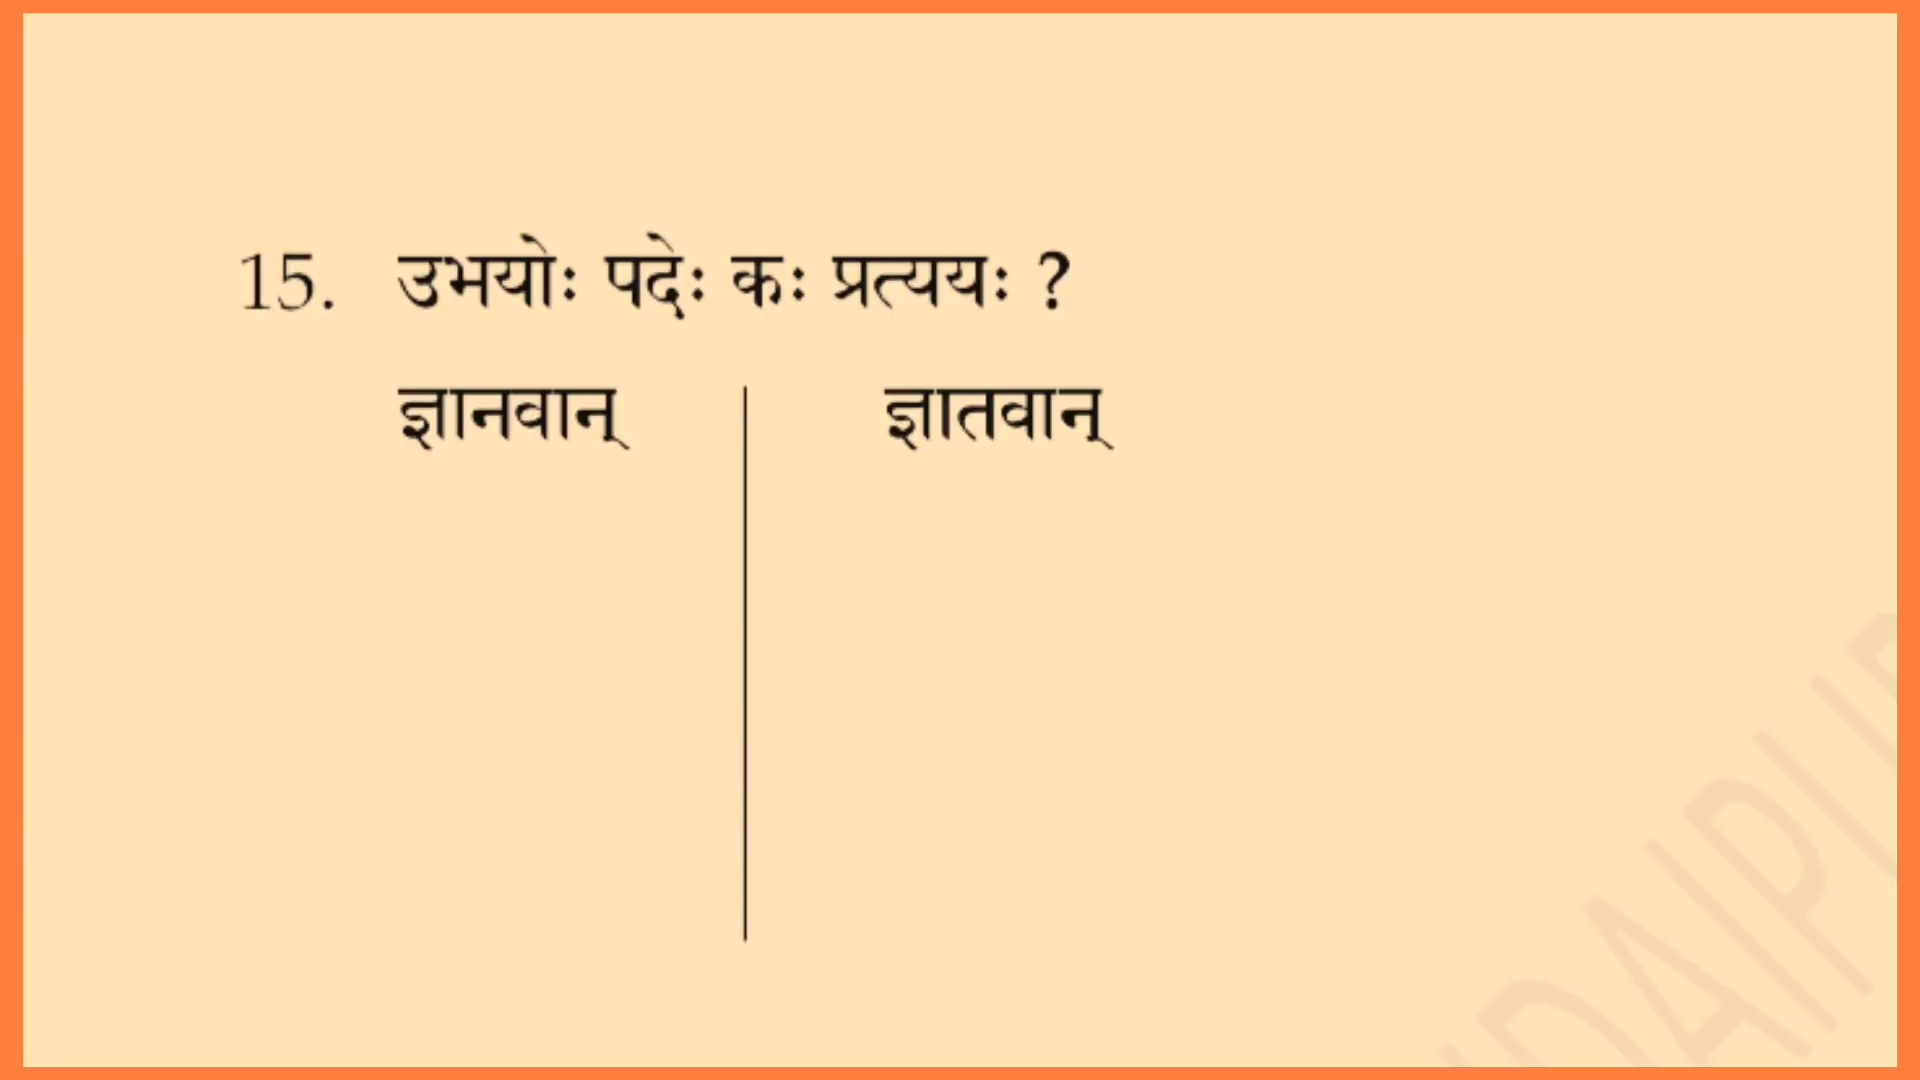 15. उभयोः पदेः कः प्रत्ययः ?
ज्ञानवान् ज्ञातवान्